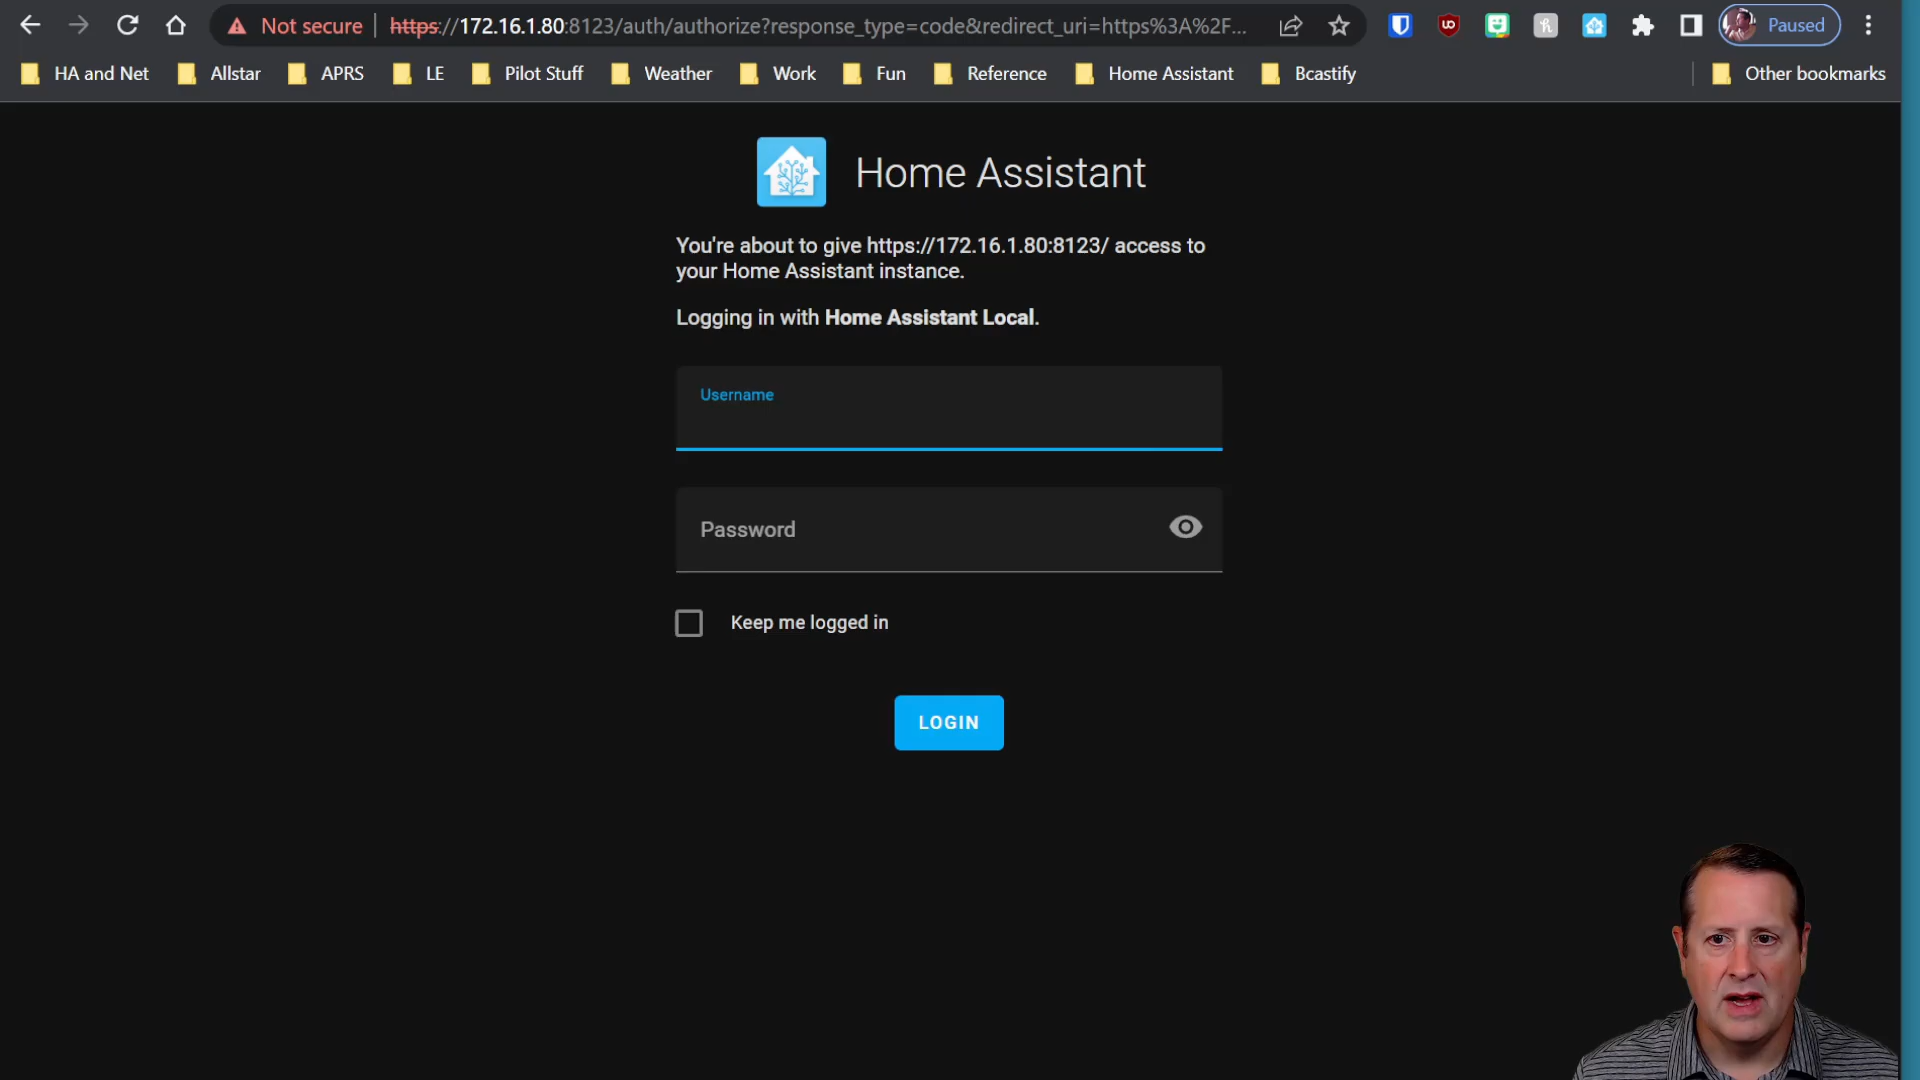 Not secure | https://172.16.1.80:8123/auth/authorize?response_type=code&redirect_uri=https%3A%2F...
Paused
HA and Net
Allstar
APRS
LE
Pilot Stuff
Weather
Work
Fun
Reference
Home Assistant
Bcastify
Other bookmarks
Home Assistant
You're about to give https://172.16.1.80:8123/ access to
your Home Assistant instance.
Logging in with Home Assistant Local.
Username
Password
Keep me logged in
LOGIN